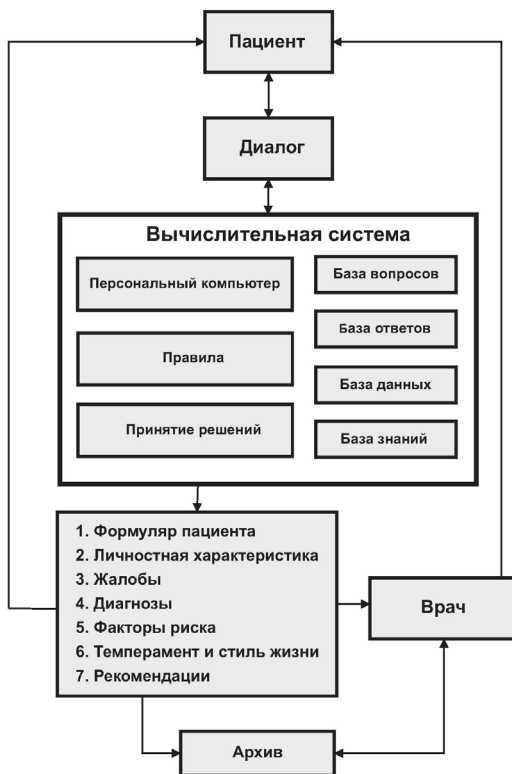 Пациент
Диалог
Вычислительная система
Персональный компьютер
Правила
Принятие решений
База вопросов
База ответов
База данных
База знаний
1. Формуляр пациента
2. Личностная характеристика
3. Жалобы
4. Диагнозы
5. Факторы риска
6. Темперамент и стиль жизни
7. Рекомендации
Врач
Архив